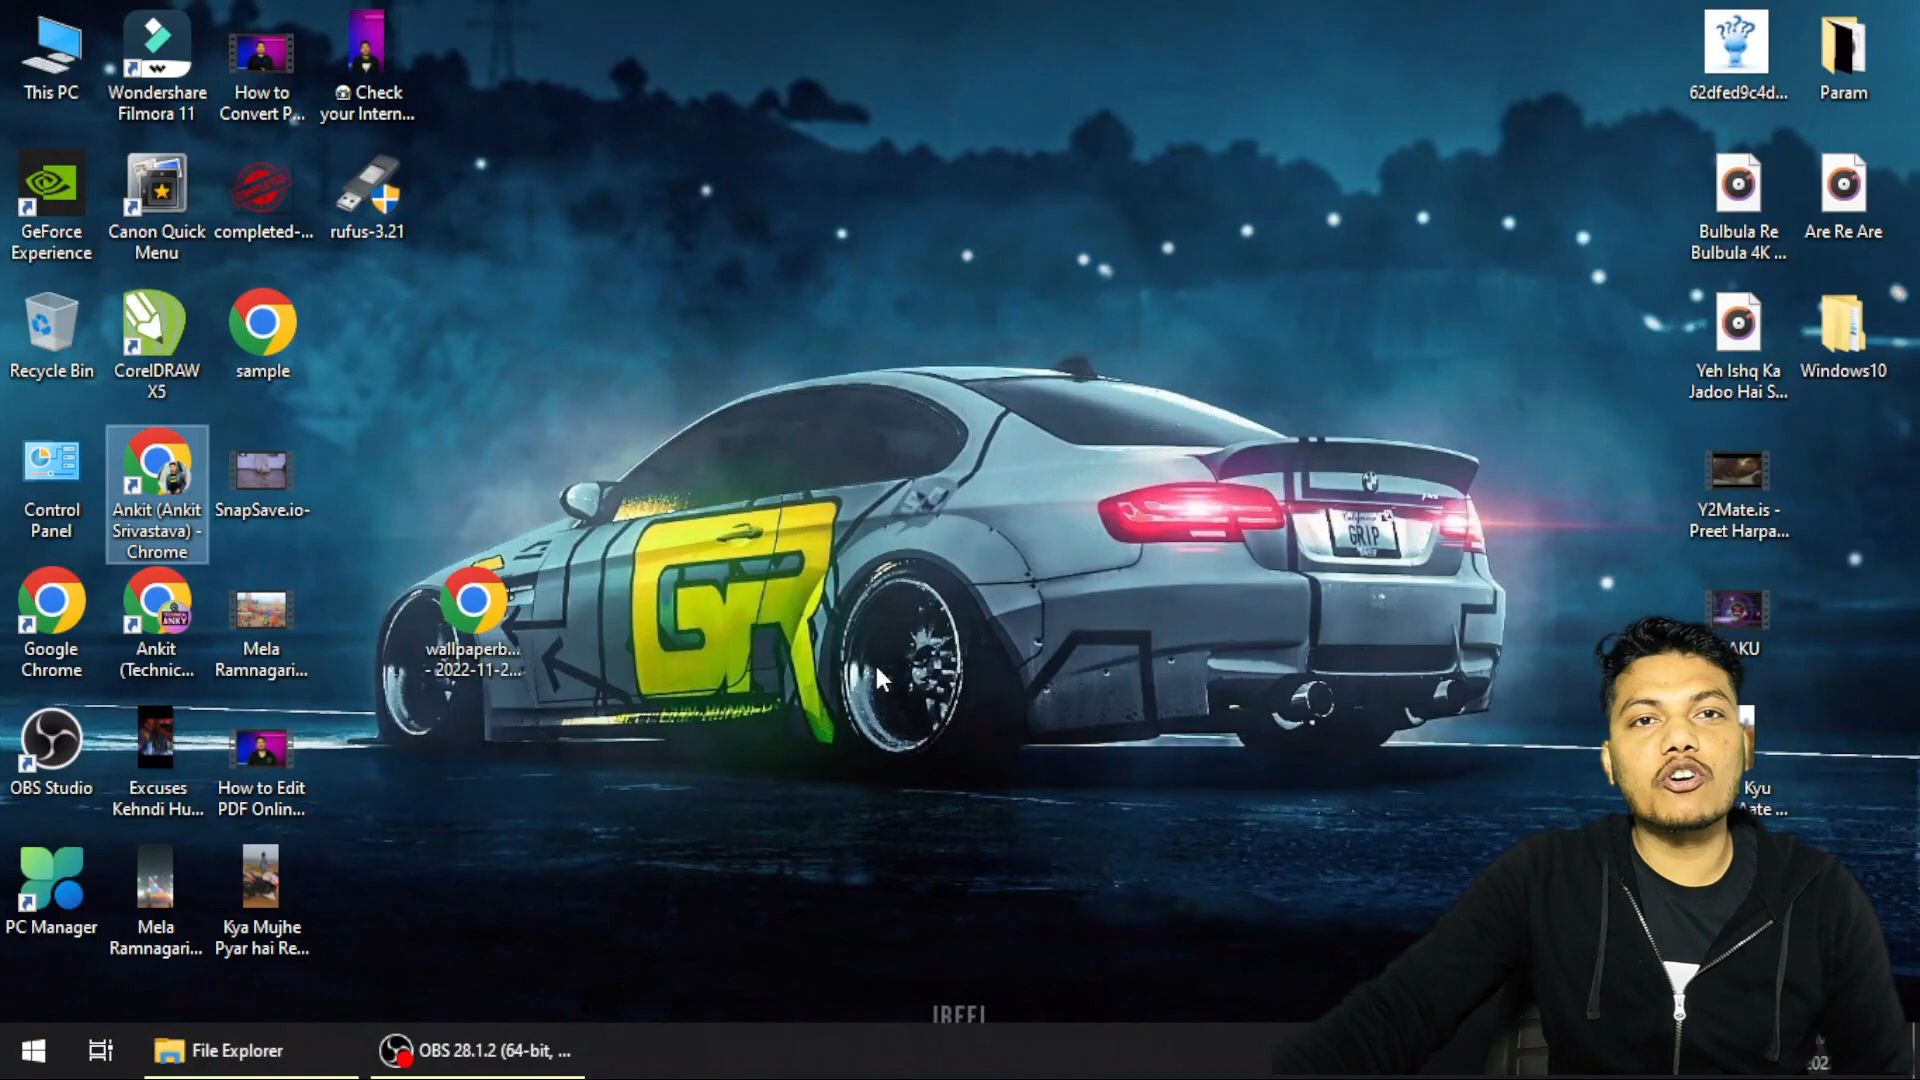 This PC
Wondershare
Filmora 11
How to
Convert P...
Check
your Intern...
62dfed9c4d...
Param
GeForce
Experience
Canon Quick
Menu
COMPLETED
completed-...
rufus-3.21
Bulbula Re
Bulbula 4K ...
Are Re Are
Recycle Bin
CorelDRAW
X5
sample
Yeh Ishq Ka
Jadoo Hai S...
Windows10
Control
Panel
Ankit (Ankit
Srivastava) -
Chrome
SnapSave.io-
Y2Mate.is -
Preet Harpa...
GRIP
Google
Chrome
Ankit
(Technic...
Mela
Ramnagari...
wallpaperb...
- 2022-11-2...
AKU
OBS Studio
Excuses
Kehndi Hu...
How to Edit
PDF Onlin...
Kyu
PC Manager
Mela
Ramnagari...
Kya Mujhe
Pyar hai Re...
File Explorer
OBS 28.1.2 (64-bit, ...